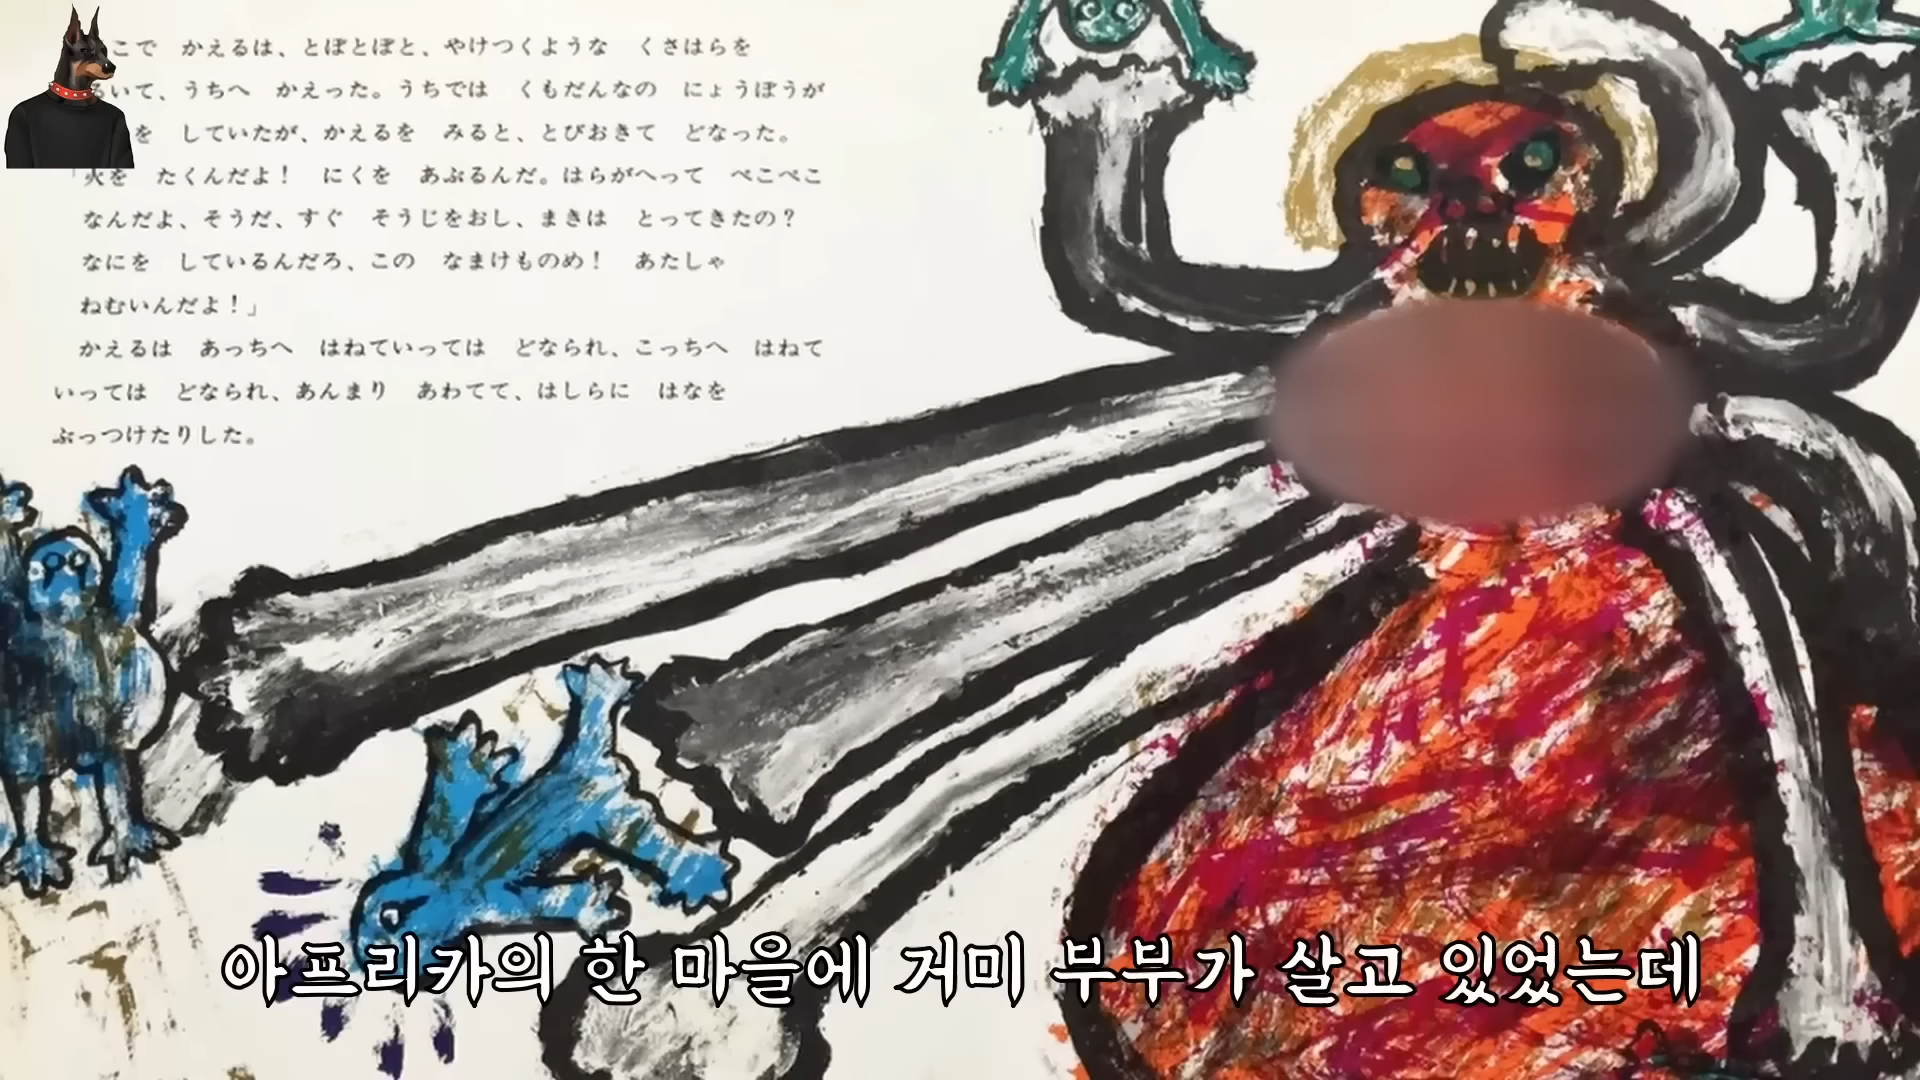 こで かえるは、とぼとぼと、やけつくような くさはらを
るいて、うちへ かえった。うちでは くもだんなの にょうぼうが
を していたが、かえるを みると、とびおきて どなった。
「火を たくんだよ! にくを あぶるんだ。はらがへって ぺこぺこ
なんだよ、そうだ、すぐ そうじをおし、まきは とってきたの?
なにを しているんだろ、この なまけものめ! あたしゃ
ねむいんだよ!」
かえるは あっちへ はねていっては どなられ、こっちへ はねて
いっては どなられ、あんまり あわてて、はしらに はなを
ぶっつけたりした。
아프리카의 한 마을에 거미 부부가 살고 있었는데